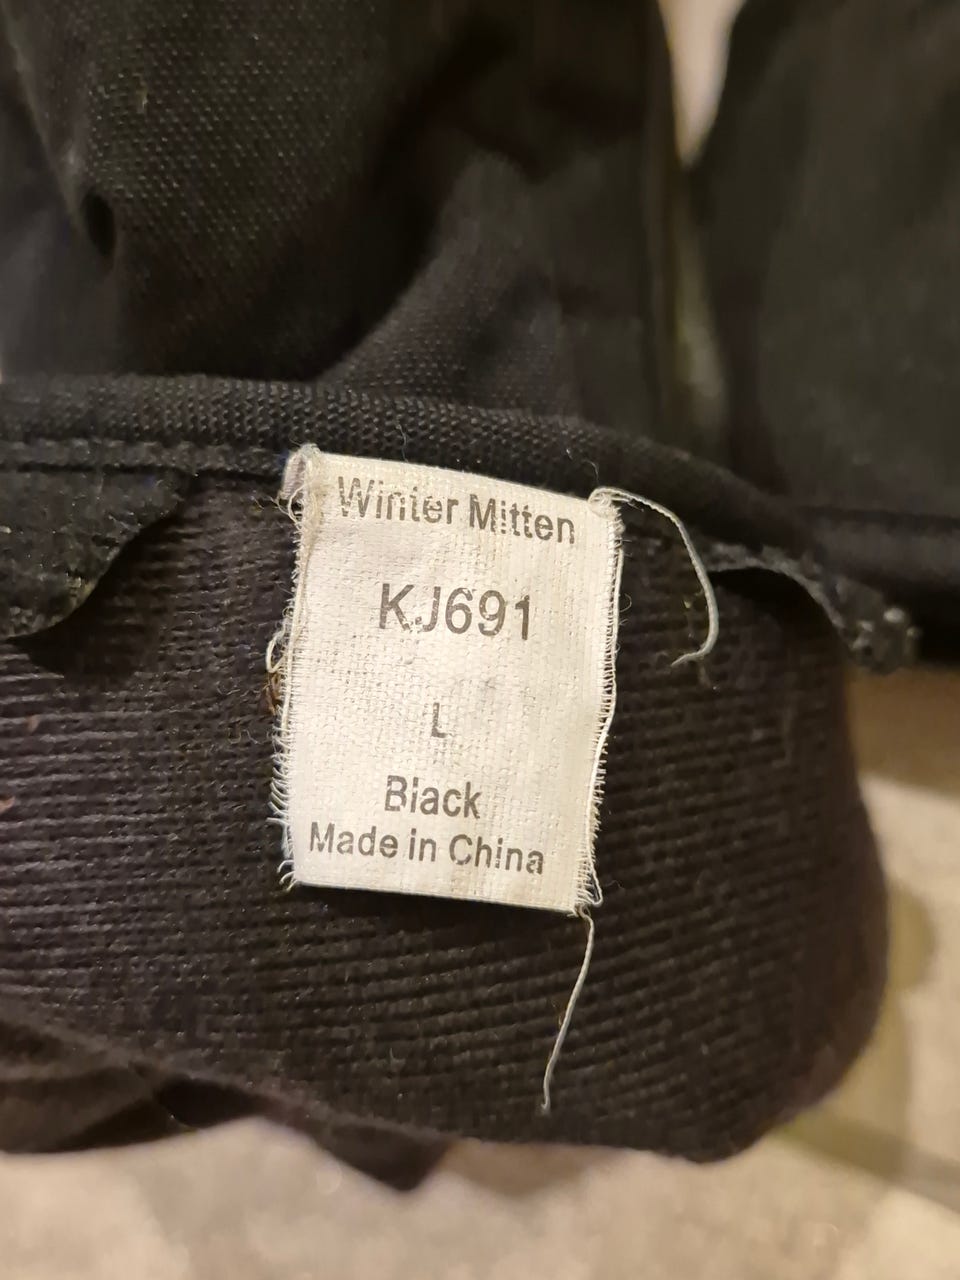 Winter Mitten
KJ691
L
Black
Made in China